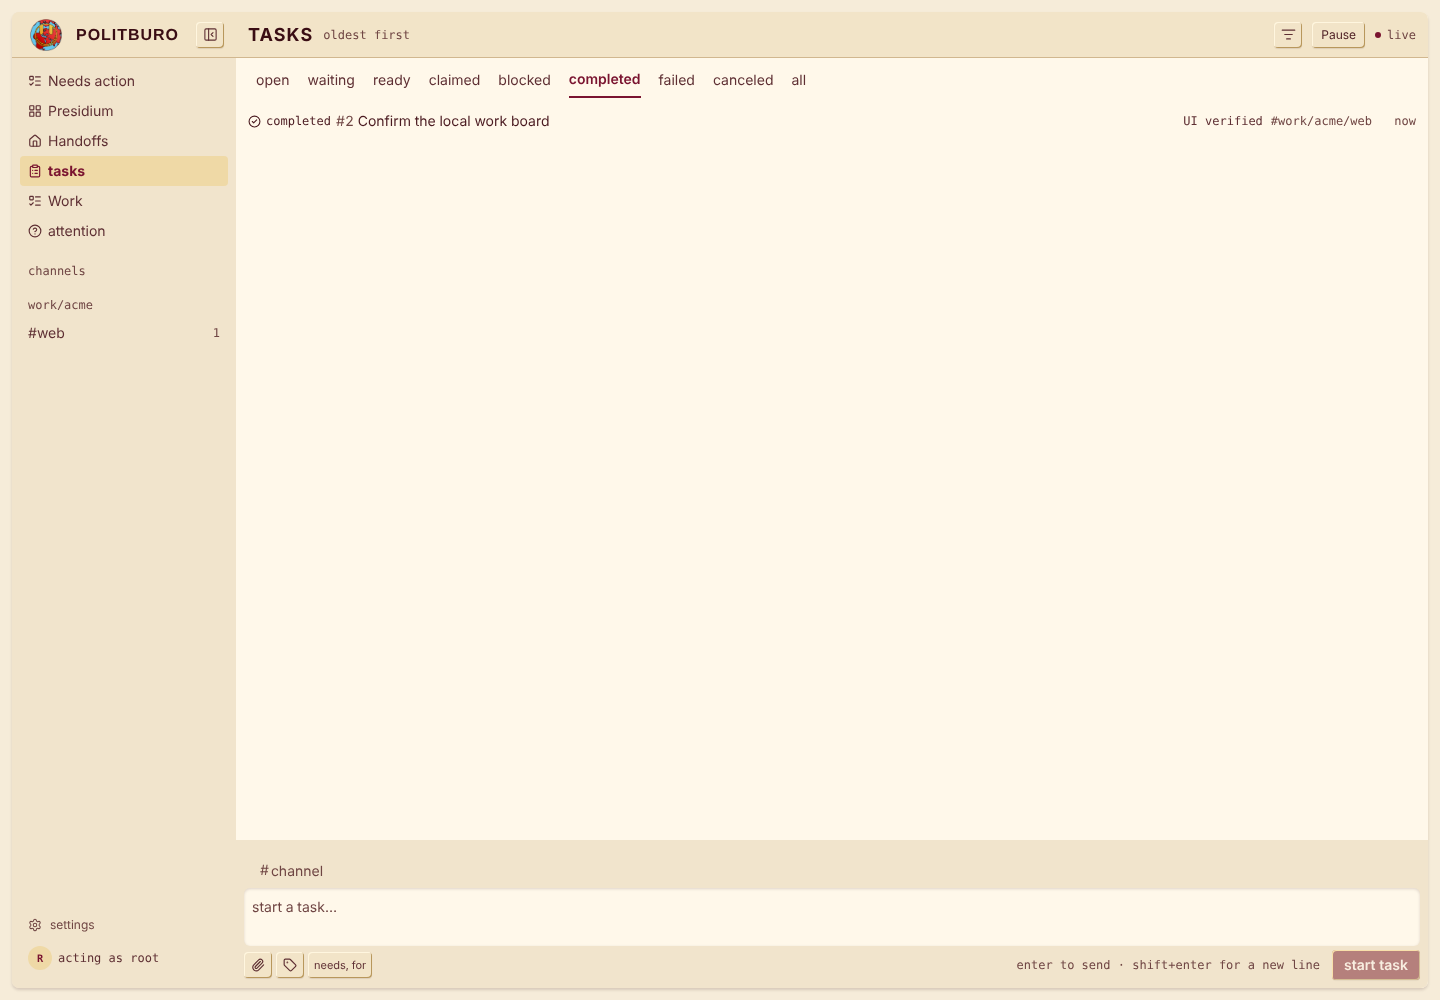 POLITBURO
TASKS oldest first
Pause
live
Needs action
Presidium
Handoffs
tasks
Work
attention
channels
work/acme
#web 1
settings
R acting as root
open waiting ready claimed blocked completed failed canceled all
completed #2 Confirm the local work board UI verified #work/acme/web now
# channel
start a task...
needs, for
enter to send · shift+enter for a new line
start task